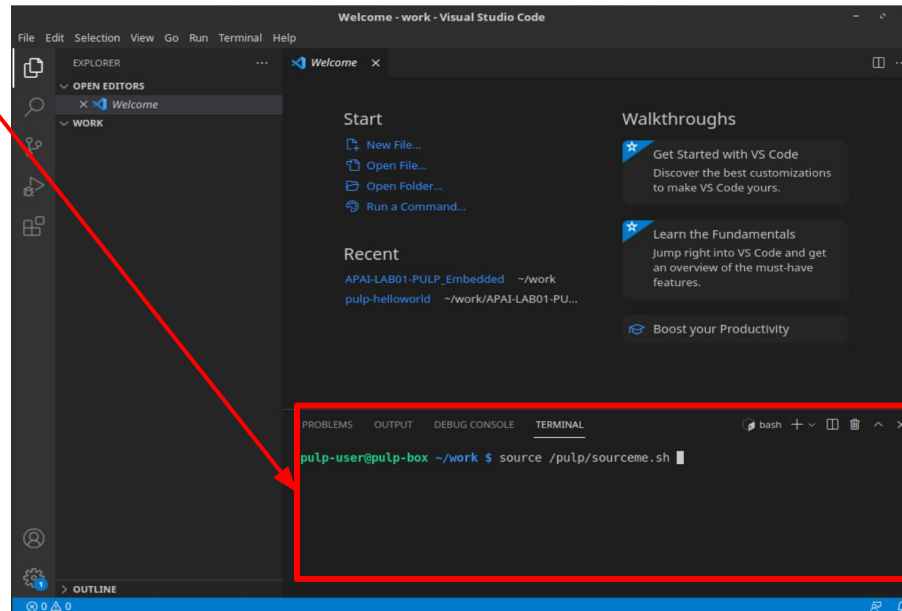 Welcome - work - Visual Studio Code
File Edit Selection View Go Run Terminal Help
EXPLORER
OPEN EDITORS
Welcome
WORK
OUTLINE
Welcome
Start
New File...
Open File...
Open Folder...
Run a Command...
Recent
APAI-LAB01-PULP_Embedded ~/work
pulp-helloworld ~/work/APAI-LAB01-PU...
Walkthroughs
Get Started with VS Code
Discover the best customizations
to make VS Code yours.
Learn the Fundamentals
Jump right into VS Code and get
an overview of the must-have
features.
Boost your Productivity
PROBLEMS OUTPUT DEBUG CONSOLE TERMINAL bash
pulp-user@pulp-box ~/work $ source /pulp/sourceme.sh
1
0 0